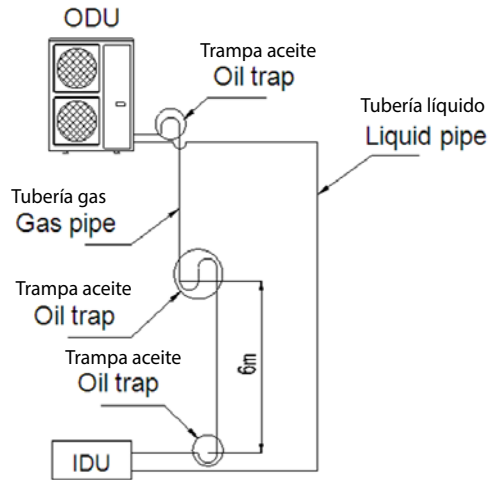 ODU
Trampa aceite
Oil trap
Tubería líquido
Liquid pipe
Tubería gas
Gas pipe
Trampa aceite
Oil trap
6m
Trampa aceite
Oil trap
IDU